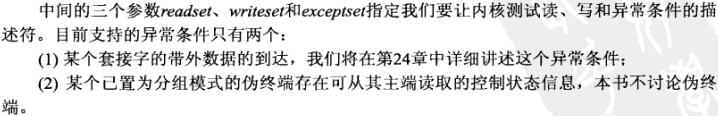 中间的三个参数readset、writeset和exceptset指定我们要让内核测试读、写和异常条件的描
述符。目前支持的异常条件只有两个：
(1) 某个套接字的带外数据的到达，我们将在第24章中详细讲述这个异常条件；
(2) 某个已置为分组模式的伪终端存在可从其主端读取的控制状态信息，本书不讨论伪终
端。